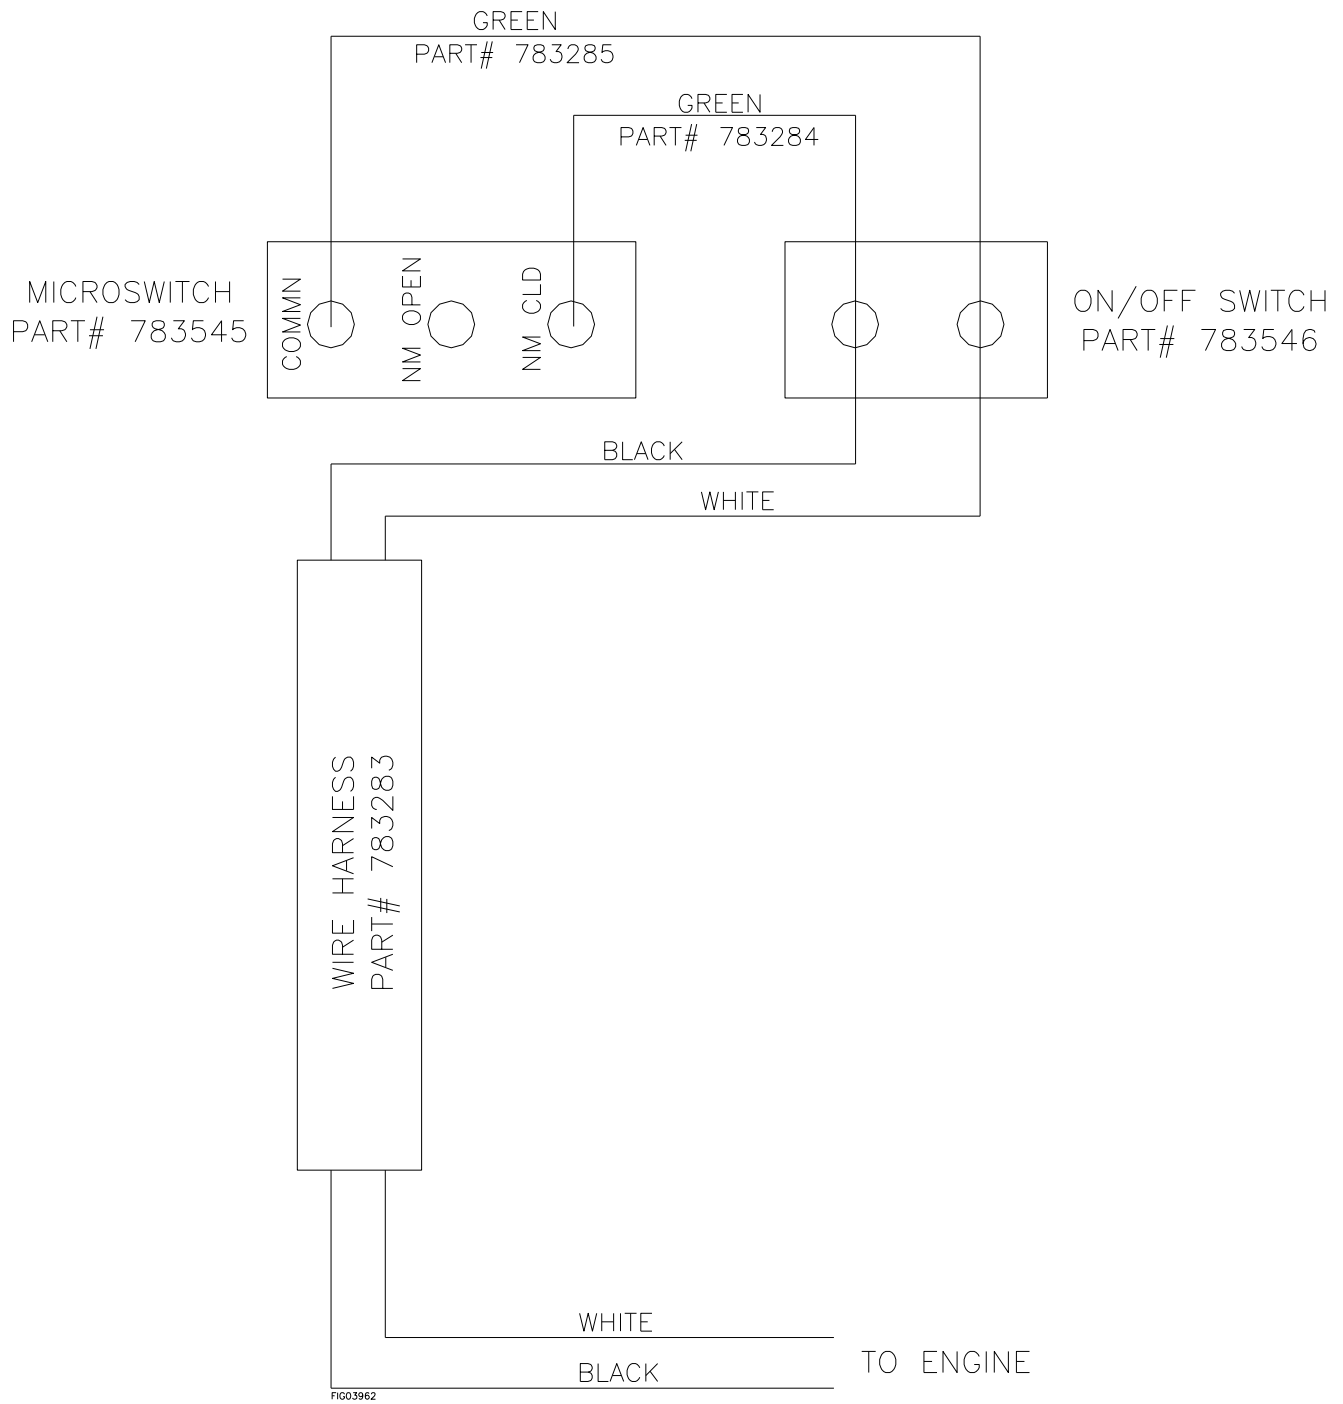 GREEN
PART# 783285
GREEN
PART# 783284
MICROSWITCH
PART# 783545
COMMN
NM OPEN
NM CLD
ON/OFF SWITCH
PART# 783546
BLACK
WHITE
WIRE HARNESS
PART# 783283
WHITE
BLACK
TO ENGINE
FIG03962